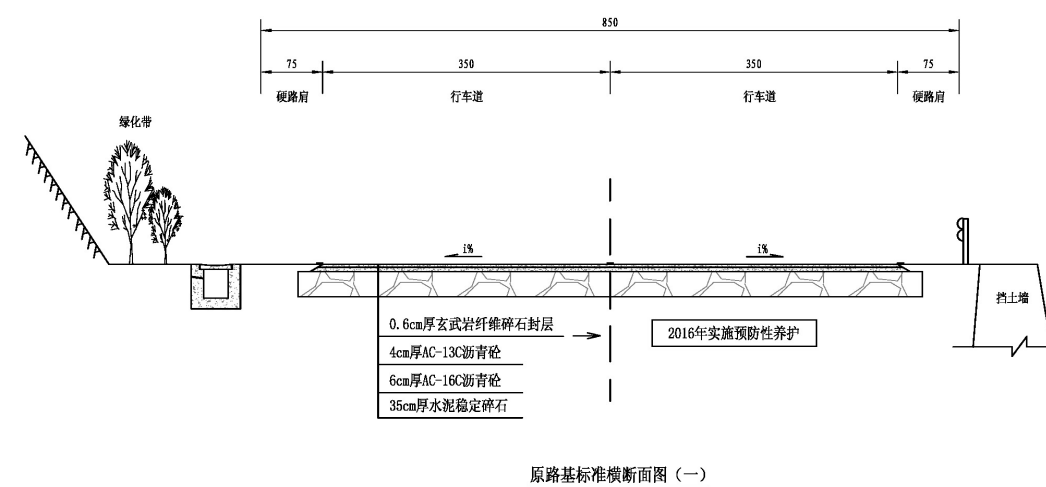 850
75
350
350
75
硬路肩
行车道
行车道
硬路肩
绿化带
i%
i%
挡土墙
0.6cm厚玄武岩纤维碎石封层
2016年实施预防性养护
4cm厚AC-13C沥青砼
6cm厚AC-16C沥青砼
35cm厚水泥稳定碎石
原路基标准横断面图（一）